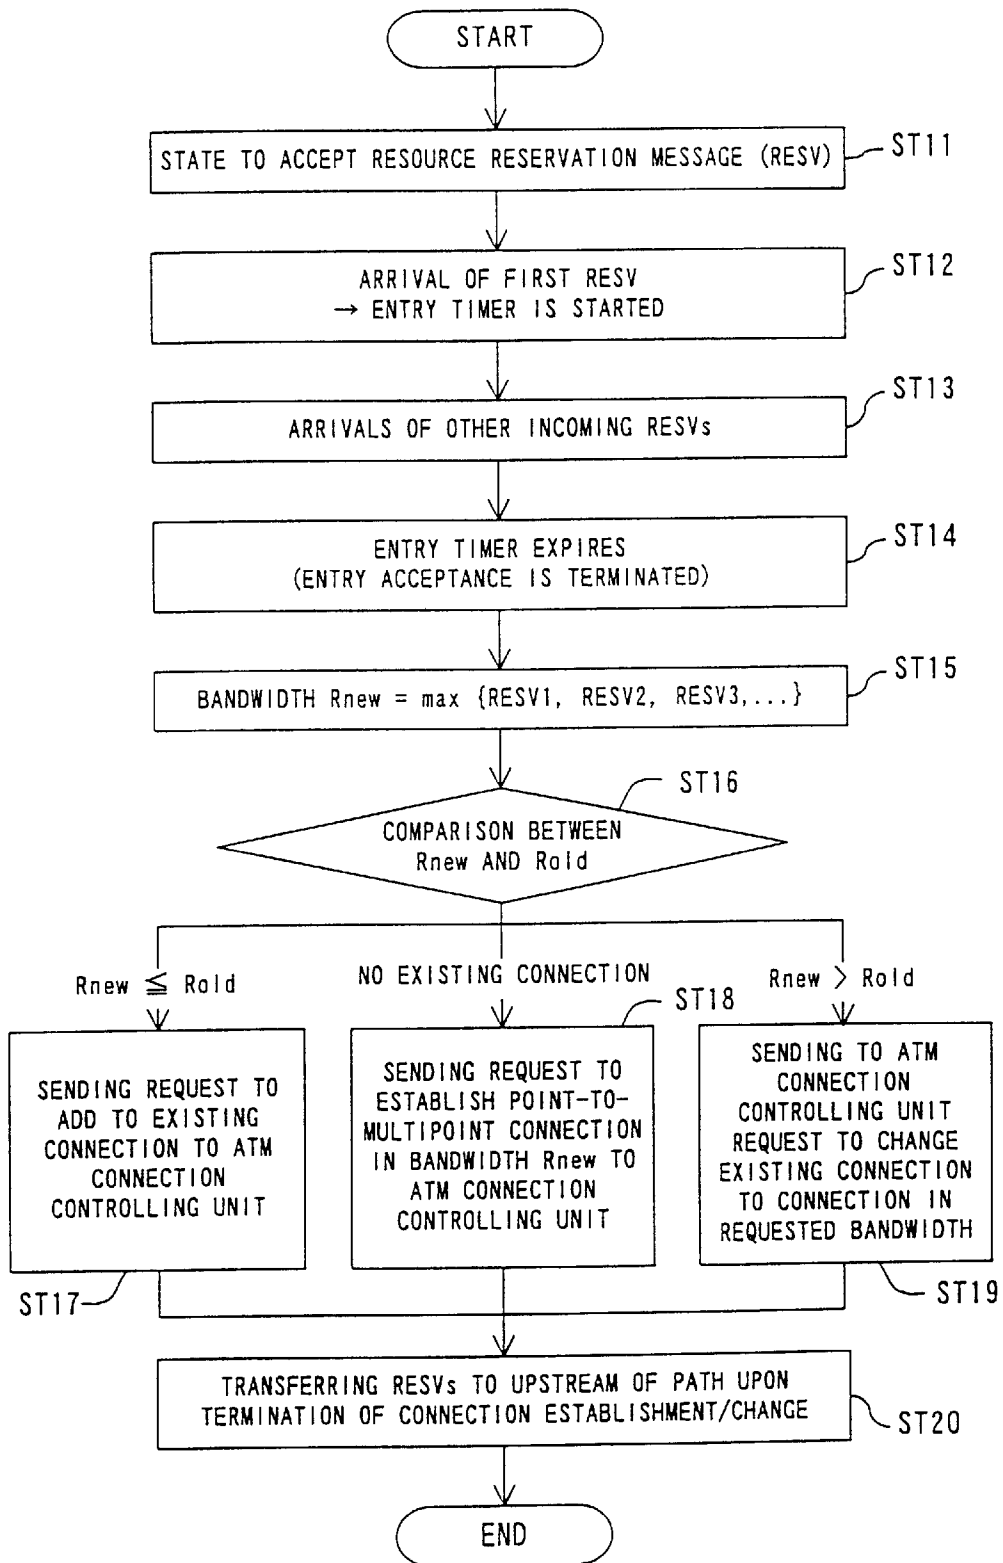 START
STATE TO ACCEPT RESOURCE RESERVATION MESSAGE (RESV)
ST11
ARRIVAL OF FIRST RESV
→ ENTRY TIMER IS STARTED
ST12
ARRIVALS OF OTHER INCOMING RESVs
ST13
ENTRY TIMER EXPIRES
(ENTRY ACCEPTANCE IS TERMINATED)
ST14
BANDWIDTH Rnew = max {RESV1, RESV2, RESV3,...}
ST15
ST16
COMPARISON BETWEEN
Rnew AND Rold
Rnew ≦ Rold
NO EXISTING CONNECTION
Rnew > Rold
SENDING REQUEST TO
ADD TO EXISTING
CONNECTION TO ATM
CONNECTION
CONTROLLING UNIT
ST17
ST18
SENDING REQUEST TO
ESTABLISH POINT-TO-
MULTIPOINT CONNECTION
IN BANDWIDTH Rnew TO
ATM CONNECTION
CONTROLLING UNIT
SENDING TO ATM
CONNECTION
CONTROLLING UNIT
REQUEST TO CHANGE
EXISTING CONNECTION
TO CONNECTION IN
REQUESTED BANDWIDTH
ST19
TRANSFERRING RESVs TO UPSTREAM OF PATH UPON
TERMINATION OF CONNECTION ESTABLISHMENT/CHANGE
ST20
END